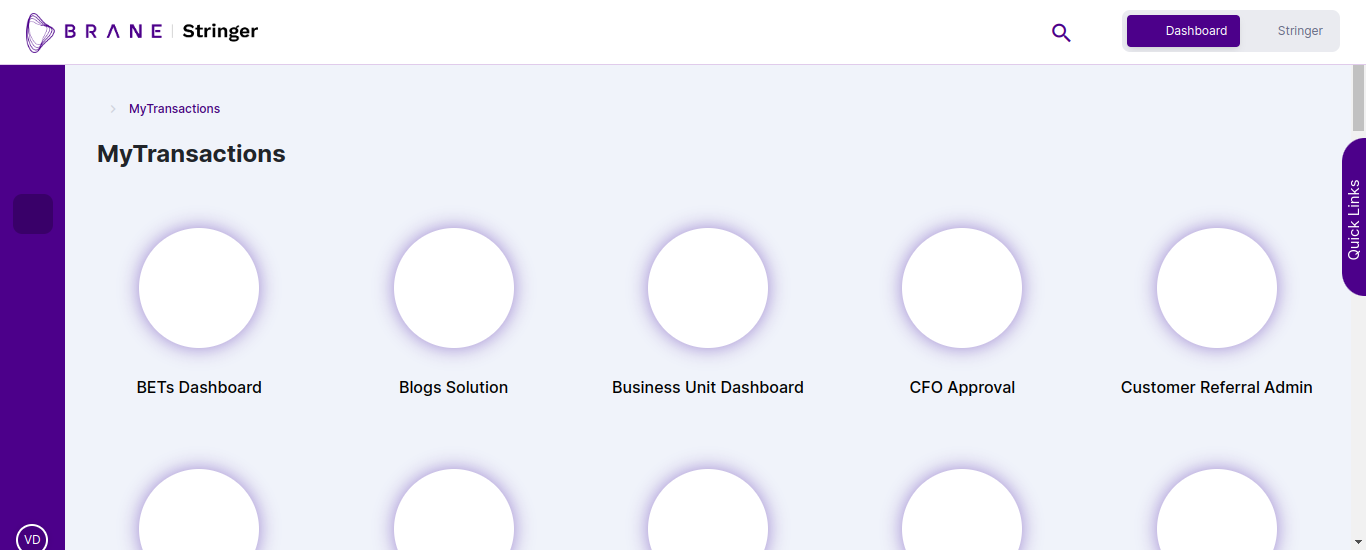 BRANE Stringer
Dashboard Stringer
MyTransactions
MyTransactions
Quick Links
BETs Dashboard Blogs Solution Business Unit Dashboard CFO Approval Customer Referral Admin
VD